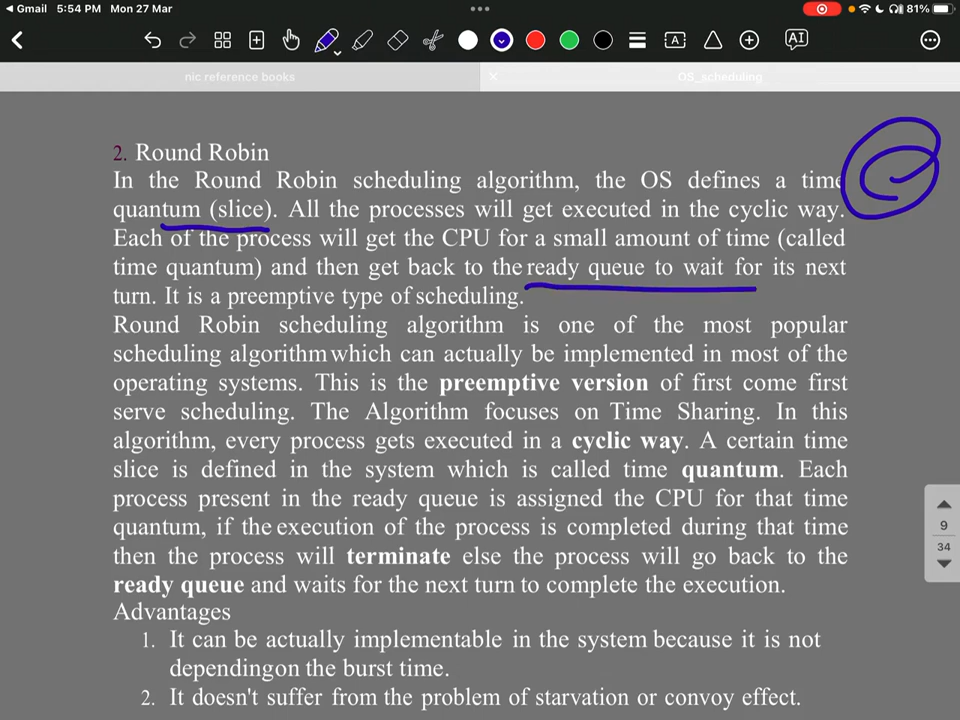 Gmail 5:54 PM Mon 27 Mar
81%
A
AI
nic reference books
OS_scheduling
2. Round Robin
In the Round Robin scheduling algorithm, the OS defines a time
quantum (slice). All the processes will get executed in the cyclic way.
Each of the process will get the CPU for a small amount of time (called
time quantum) and then get back to the ready queue to wait for its next
turn. It is a preemptive type of scheduling.
Round Robin scheduling algorithm is one of the most popular
scheduling algorithm which can actually be implemented in most of the
operating systems. This is the preemptive version of first come first
serve scheduling. The Algorithm focuses on Time Sharing. In this
algorithm, every process gets executed in a cyclic way. A certain time
slice is defined in the system which is called time quantum. Each
process present in the ready queue is assigned the CPU for that time
quantum, if the execution of the process is completed during that time
then the process will terminate else the process will go back to the
ready queue and waits for the next turn to complete the execution.
Advantages
1. It can be actually implementable in the system because it is not
dependingon the burst time.
2. It doesn't suffer from the problem of starvation or convoy effect.
9
34